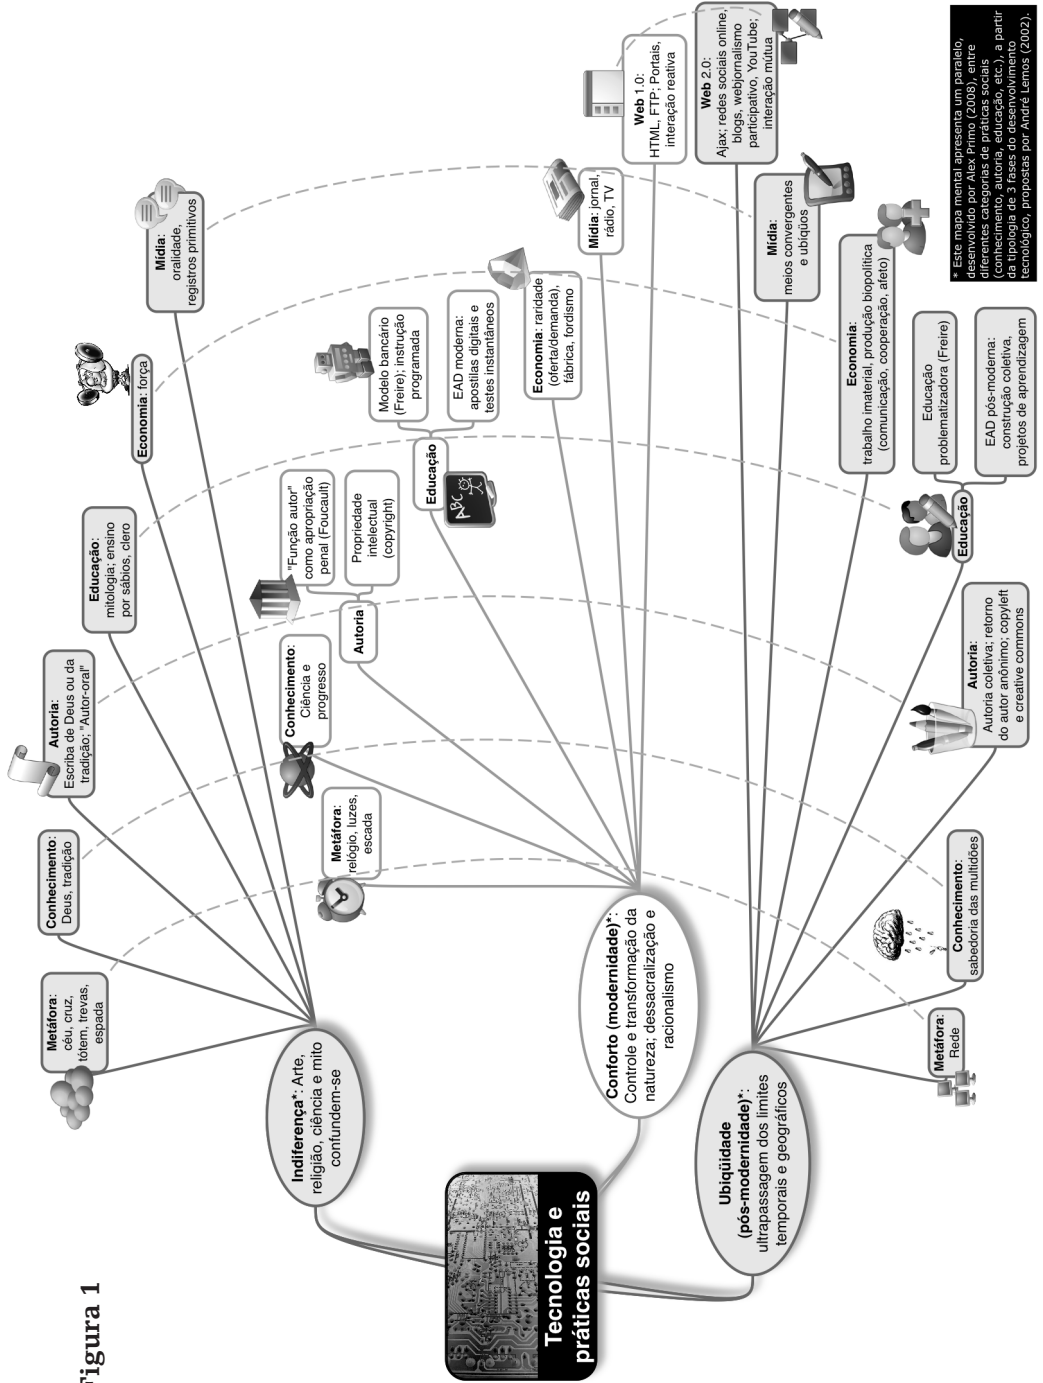 Figura 1
Tecnologia e
práticas sociais
Indiferença*: Arte,
religião, ciência e mito
confundem-se
Metáfora:
céu, cruz,
tótem, trevas,
espada
Conhecimento:
Deus, tradição
Autoria:
Escriba de Deus ou da
tradição; "Autor-oral"
Educação:
mitologia; ensino
por sábios, clero
Economia: força
Mídia:
oralidade,
registros primitivos
Conforto (modernidade)*:
Controle e transformação da
natureza; dessacralização e
racionalismo
Metáfora:
relógio, luzes,
escada
Conhecimento:
Ciência e
progresso
Autoria
"Função autor"
como apropriação
penal (Foucault)
Propriedade
intelectual
(copyright)
Educação
ABC
Modelo bancário
(Freire); instrução
programada
EAD moderna:
apostilas digitais e
testes instantâneos
Economia: raridade
(oferta/demanda),
fábrica, fordismo
Mídia: jornal,
rádio, TV
Web 1.0:
HTML, FTP; Portais,
interação reativa
Ubiqüidade
(pós-modernidade)*:
ultrapassagem dos limites
temporais e geográficos
Web 2.0:
Ajax; redes sociais online,
blogs, webjornalismo
participativo, YouTube;
interação mútua
Mídia:
meios convergentes
e ubiqüos
Economia:
trabalho imaterial, produção biopolítica
(comunicação, cooperação, afeto)
Educação
Educação
problematizadora (Freire)
EAD pós-moderna:
construção coletiva,
projetos de aprendizagem
Autoria:
Autoria coletiva; retorno
do autor anônimo; copyleft
e creative commons
Conhecimento:
sabedoria das multidões
Metáfora:
Rede
* Este mapa mental apresenta um paralelo,
desenvolvido por Alex Primo (2008), entre
diferentes categorias de práticas sociais
(conhecimento, autoria, educação, etc.), a partir
da tipologia de 3 fases do desenvolvimento
tecnológico, propostas por André Lemos (2002).